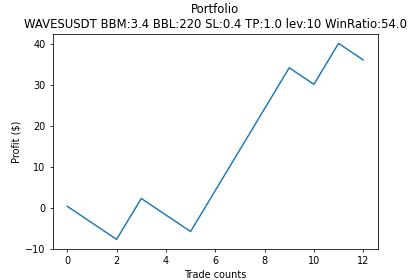 Portfolio
WAVESUSDT BBM:3.4 BBL:220 SL:0.4 TP:1.0 lev:10 WinRatio:54.0
40
30
20
10
0
-10
Profit ($)
0 2 4 6 8 10 12
Trade counts